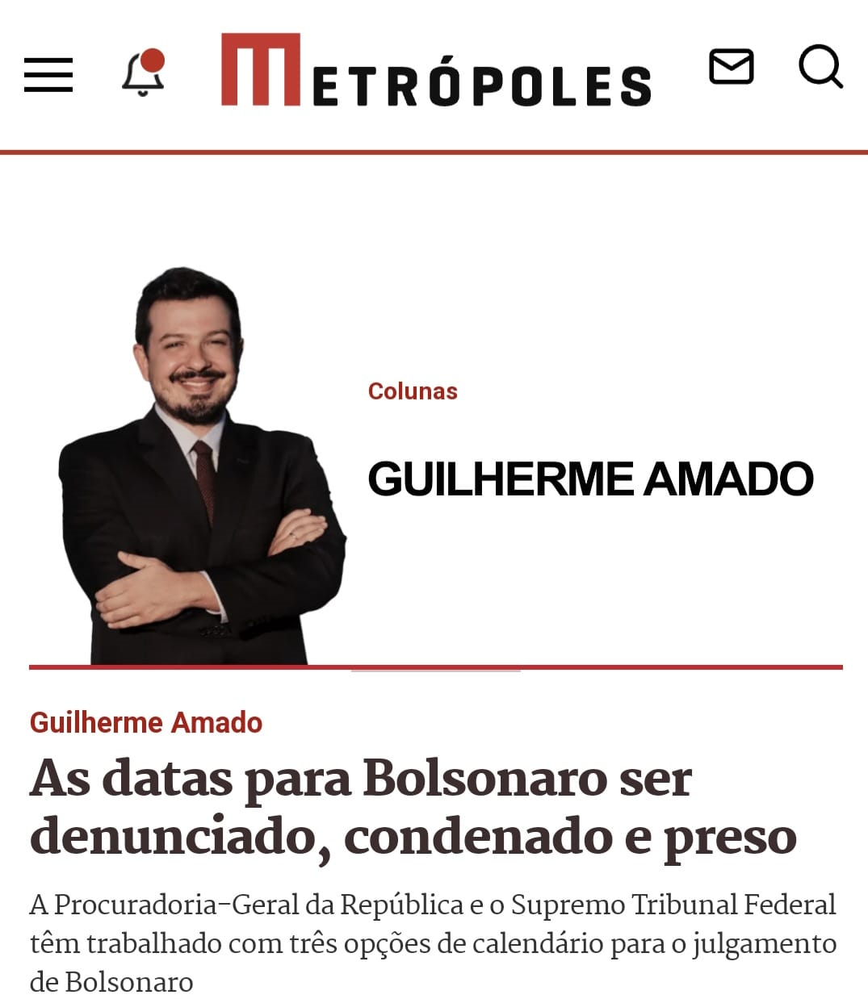 METRÓPOLES
Colunas
GUILHERME AMADO
Guilherme Amado
As datas para Bolsonaro ser
denunciado, condenado e preso
A Procuradoria-Geral da República e o Supremo Tribunal Federal
têm trabalhado com três opções de calendário para o julgamento
de Bolsonaro